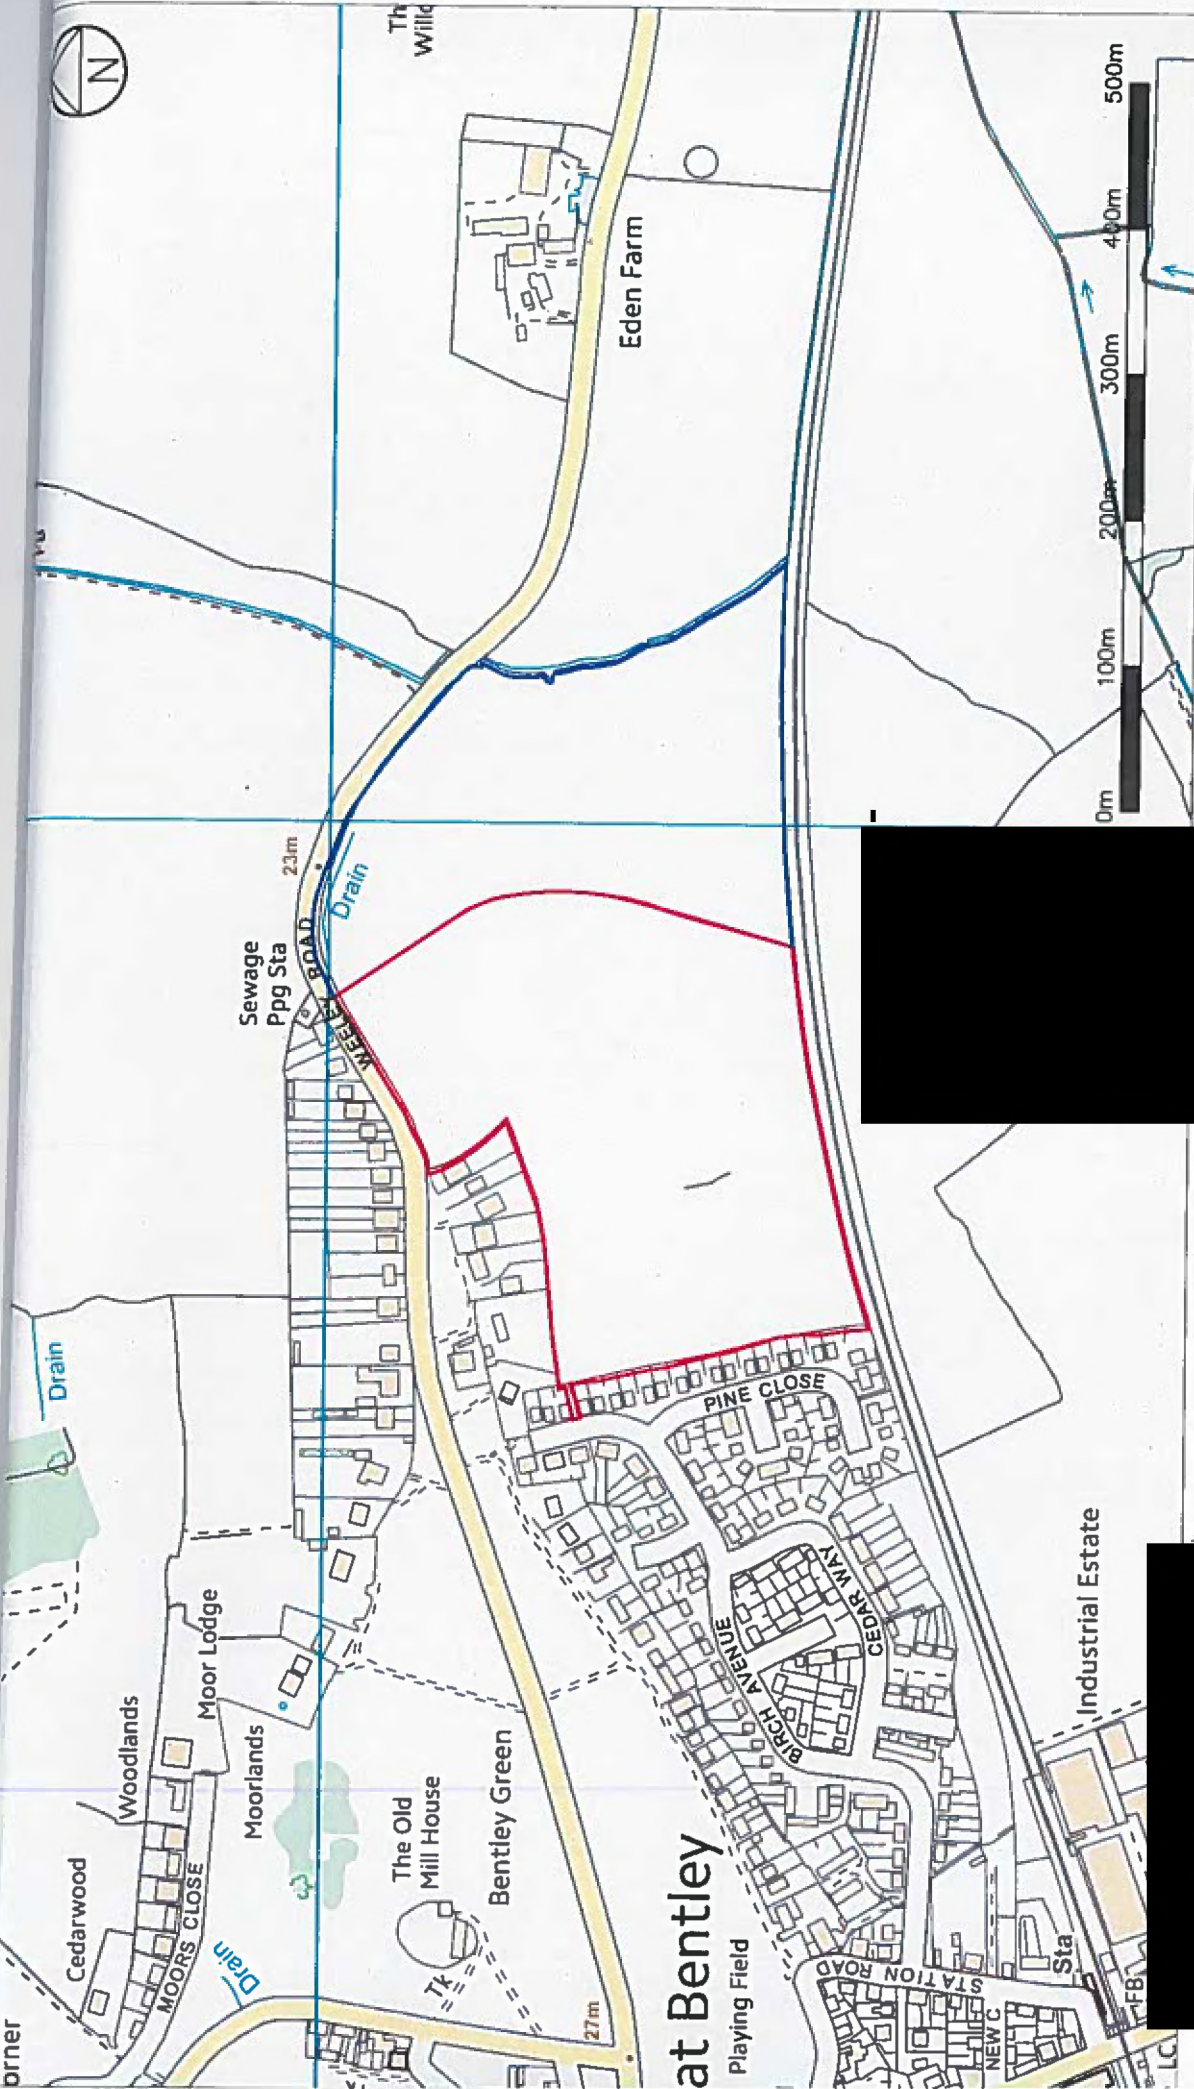 N
Th
Willo
Eden Farm
500m
400m
300m
200m
100m
0m
23m
Drain
Sewage
Ppg Sta
WEELEY ROAD
Drain
PINE CLOSE
Moor Lodge
Woodlands
Moorlands
Cedarwood
MOORS CLOSE
Drain
orner
The Old
Mill House
Bentley Green
Tk
27m
at Bentley
Playing Field
BIRCH AVENUE
CEDAR WAY
Industrial Estate
STATION ROAD
NEW C
Sta
FB
LC